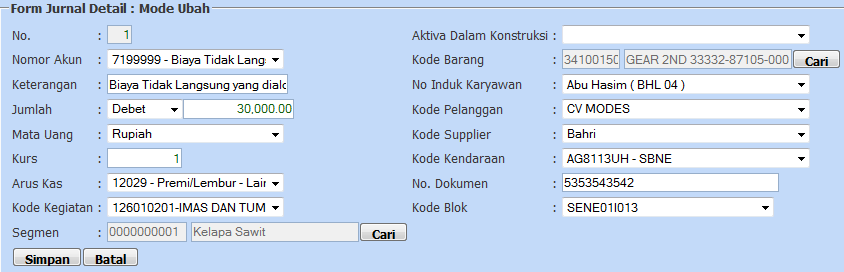 Form Jurnal Detail : Mode Ubah
No. : 1
Nomor Akun : 7199999 - Biaya Tidak Langs
Keterangan : Biaya Tidak Langsung yang dialo
Jumlah : Debet 30,000.00
Mata Uang : Rupiah
Kurs : 1
Arus Kas : 12029 - Premi/Lembur - Lair
Kode Kegiatan : 126010201-IMAS DAN TUM
Segmen : 0000000001 Kelapa Sawit Cari
Simpan Batal
Aktiva Dalam Konstruksi :
Kode Barang : 3410015 GEAR 2ND 33332-87105-000 Cari
No Induk Karyawan : Abu Hasim ( BHL 04 )
Kode Pelanggan : CV MODES
Kode Supplier : Bahri
Kode Kendaraan : AG8113UH - SBNE
No. Dokumen : 5353543542
Kode Blok : SENE01I013